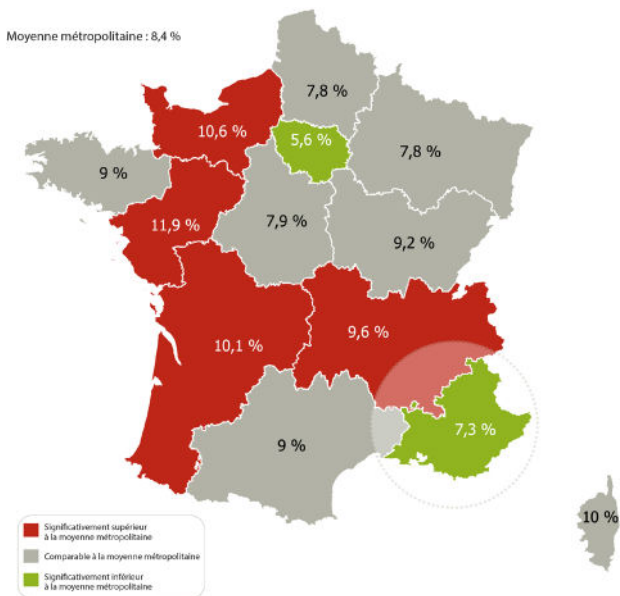 Moyenne métropolitaine : 8,4 %
7,8 %
10,6 %
5,6 %
7,8 %
9 %
11,9 %
7,9 %
9,2 %
10,1 %
9,6 %
7,3 %
9 %
10 %
Significativement supérieur
à la moyenne métropolitaine
Comparable à la moyenne métropolitaine
Significativement inférieur
à la moyenne métropolitaine